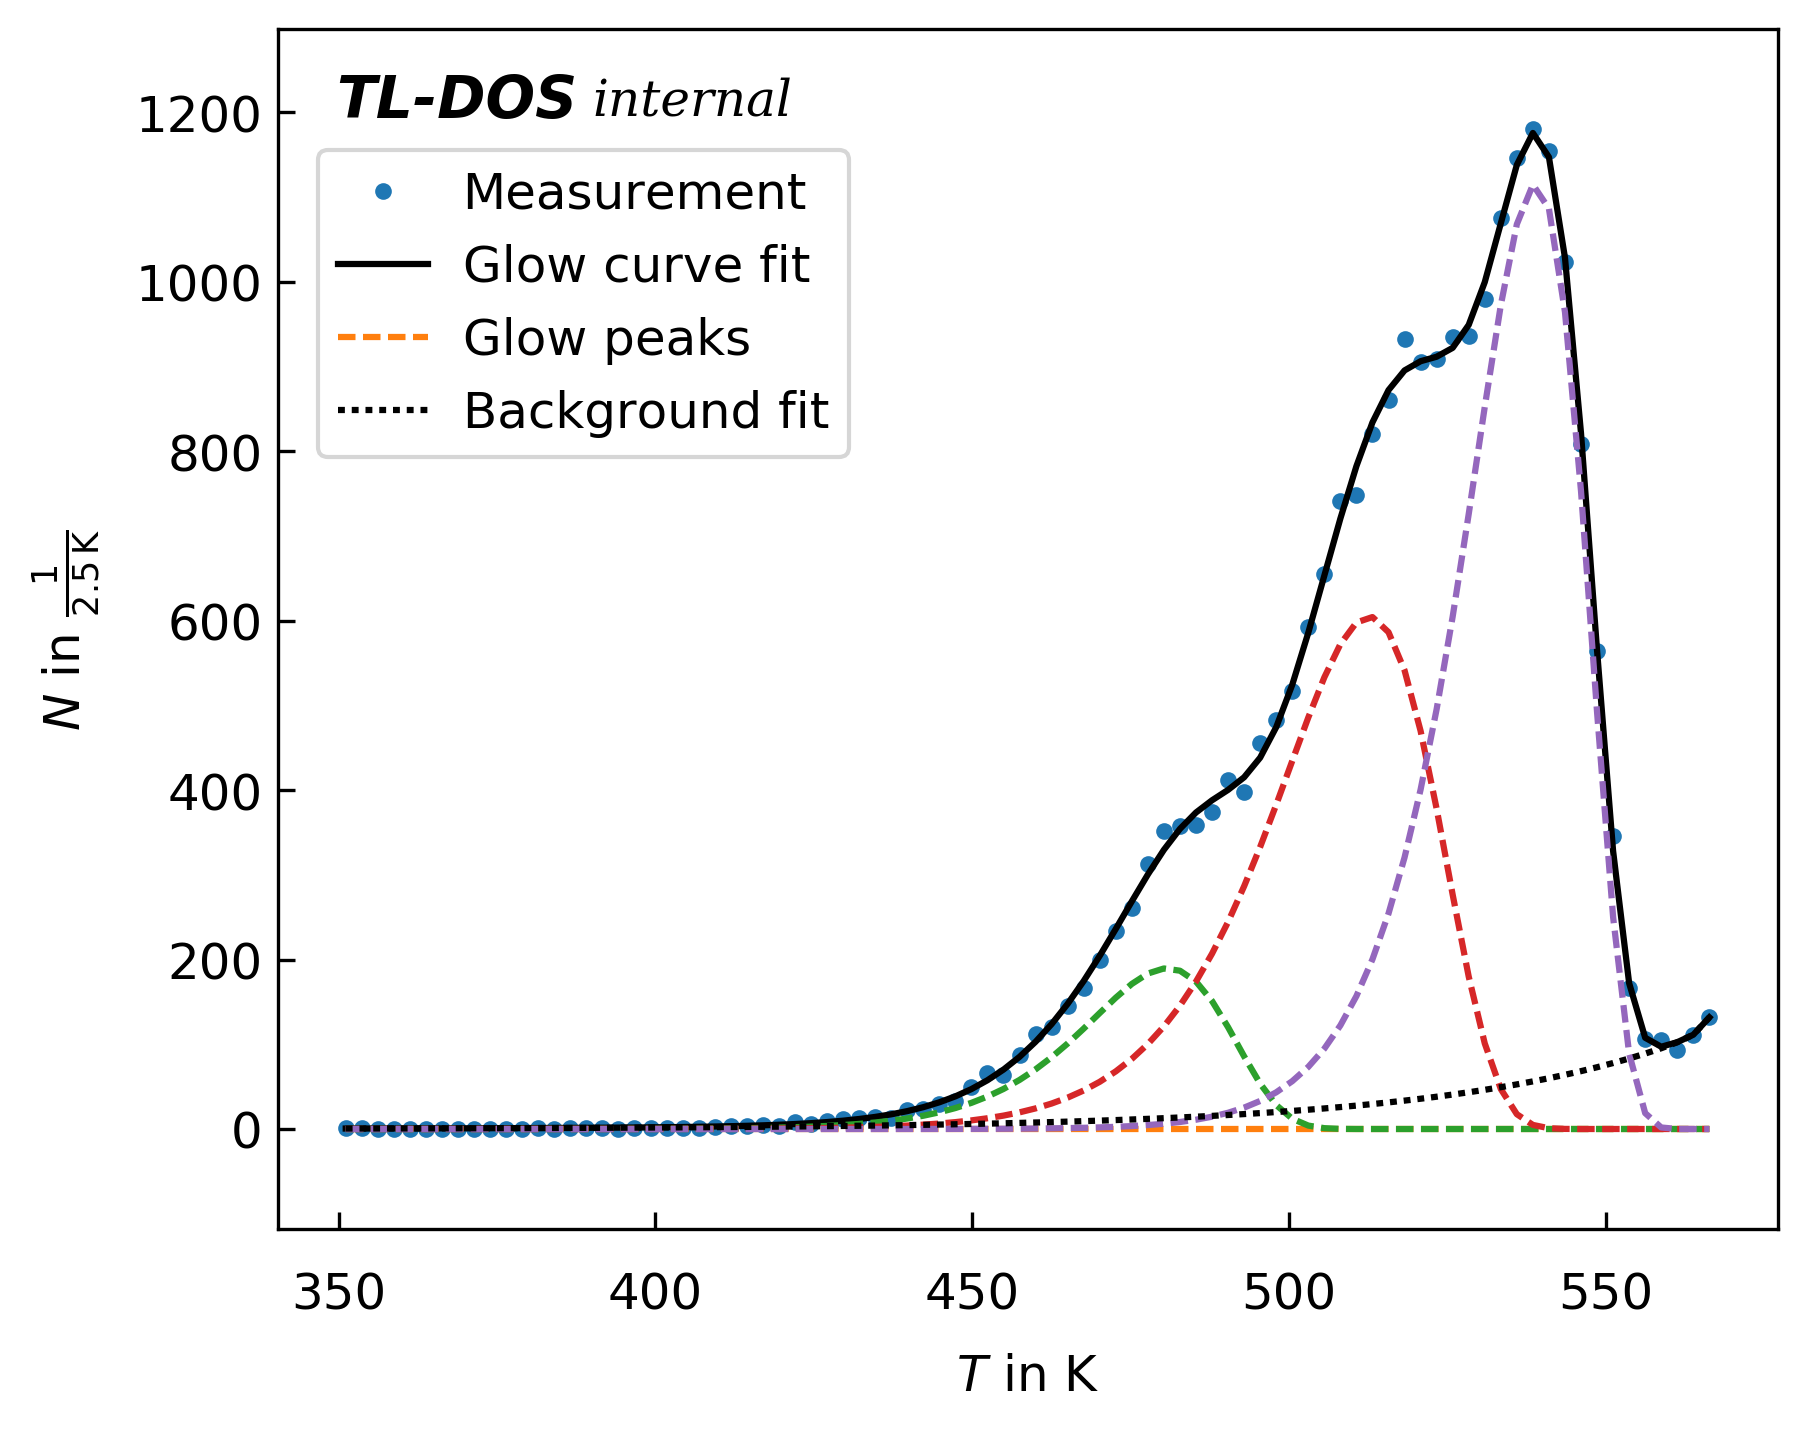 TL-DOS internal
Measurement
Glow curve fit
Glow peaks
Background fit
1200
1000
800
600
400
200
0
N in 1/2.5 K
350 400 450 500 550
T in K